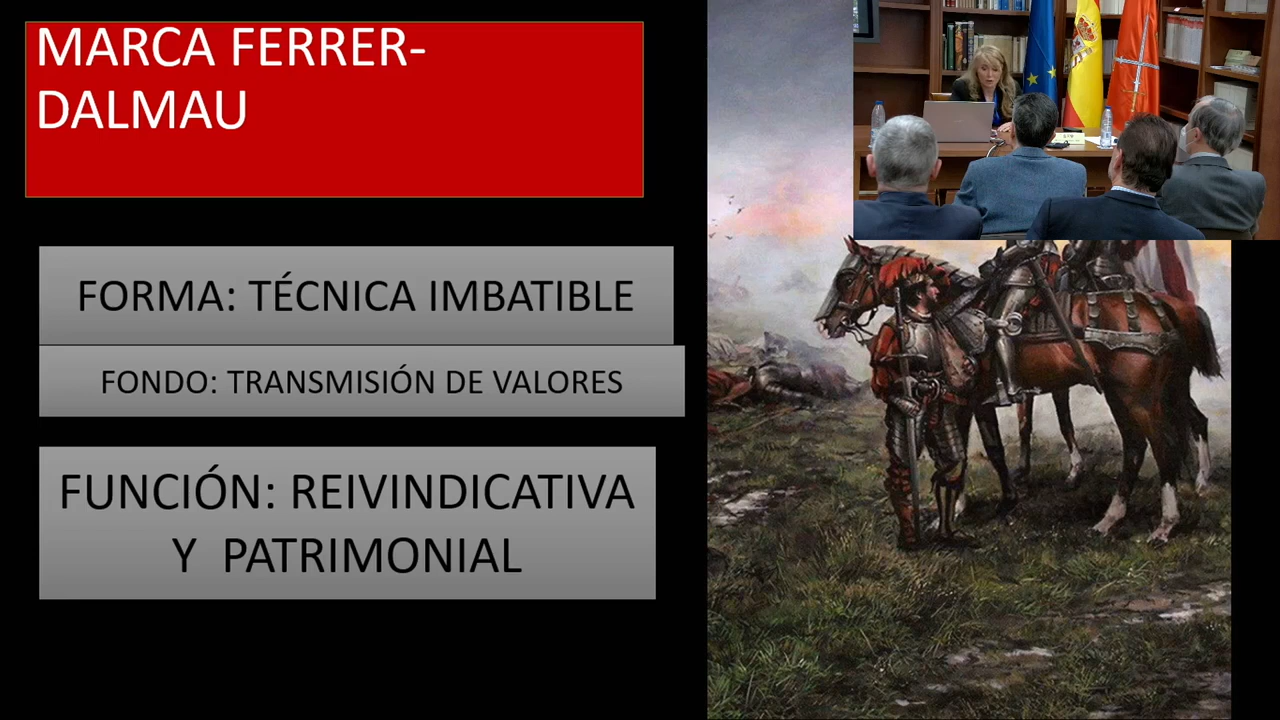 MARCA FERRER-
DALMAU
FORMA: TÉCNICA IMBATIBLE
FONDO: TRANSMISIÓN DE VALORES
FUNCIÓN: REIVINDICATIVA
Y PATRIMONIAL